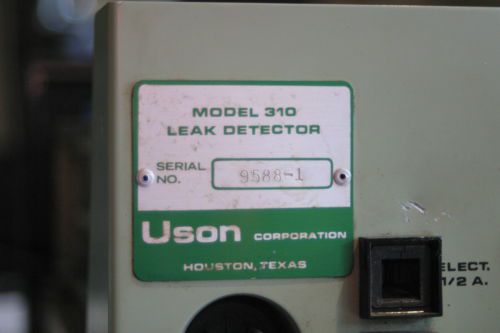 MODEL 310
LEAK DETECTOR
SERIAL
NO.
9588-1
Uson CORPORATION
HOUSTON, TEXAS
ELECT.
1/2 A.